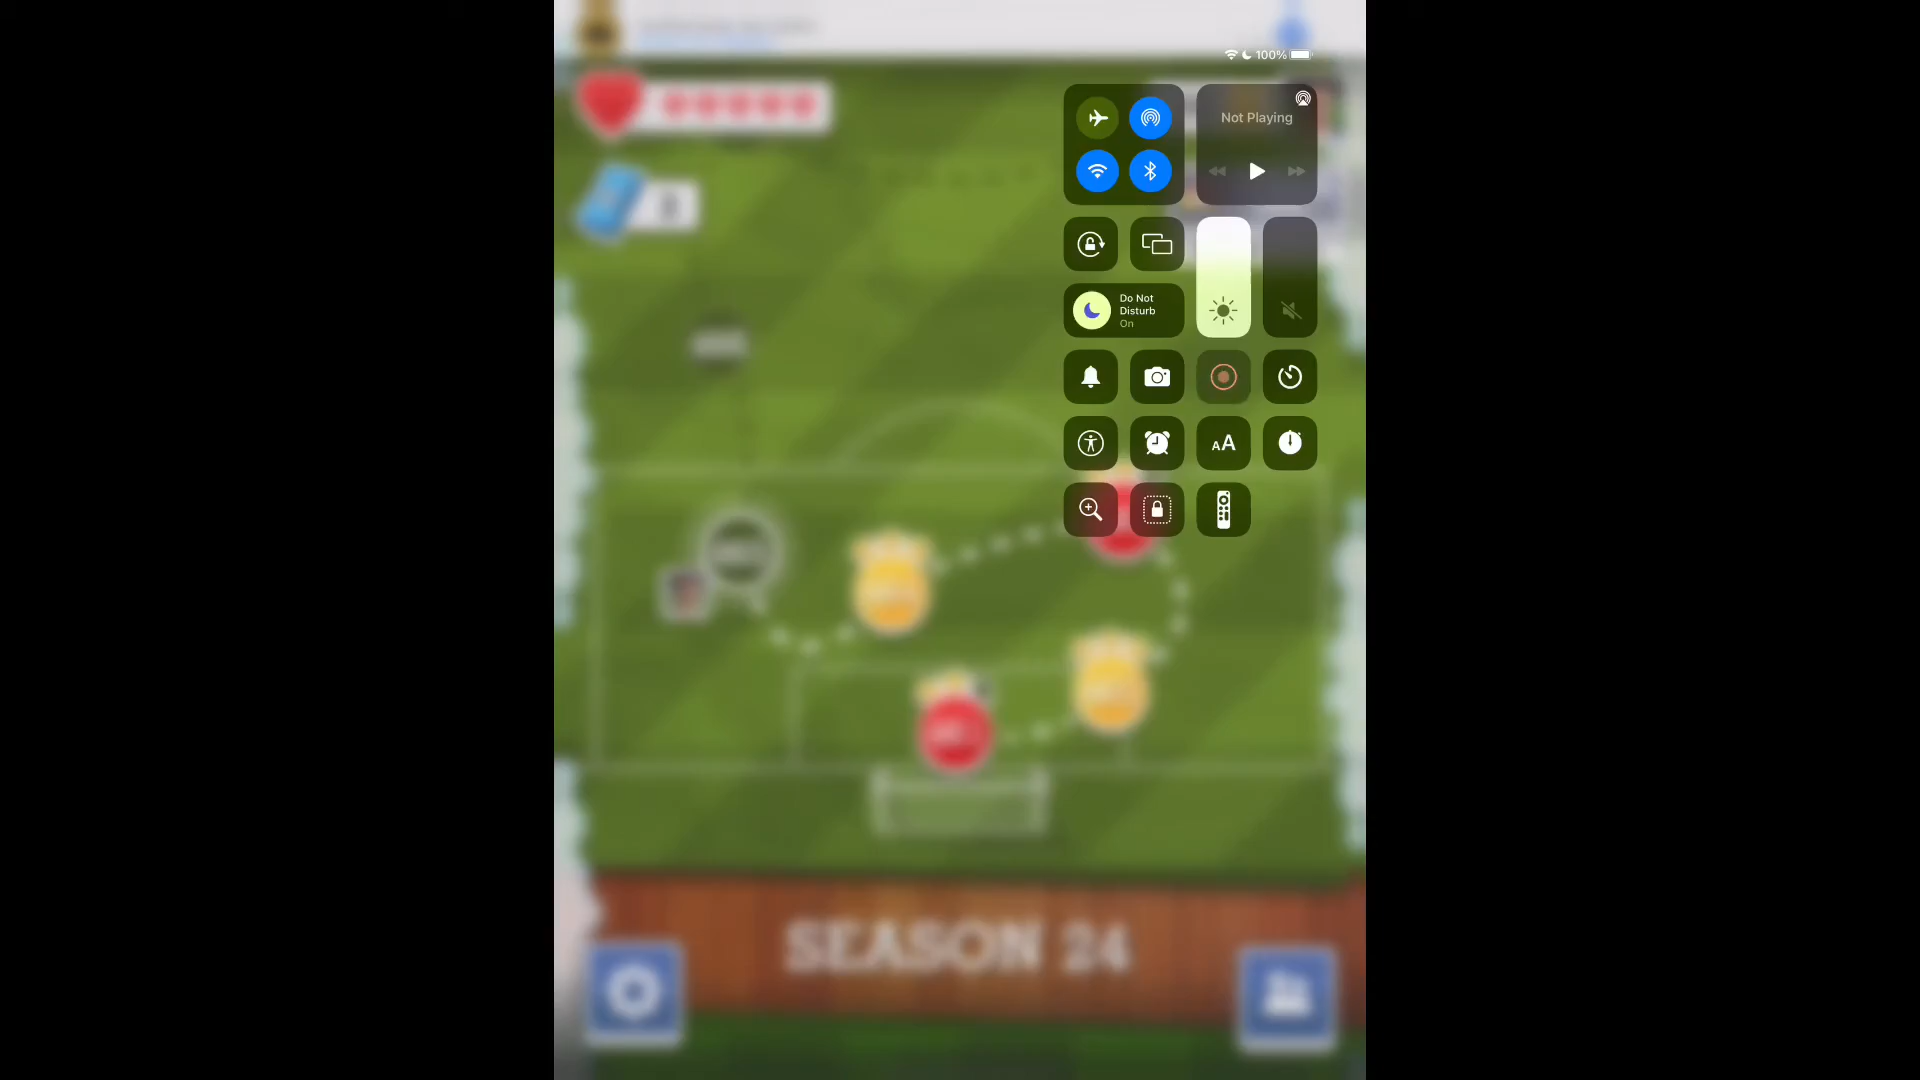 100%
Not Playing
Do Not
Disturb
On
AA
SEASON 24